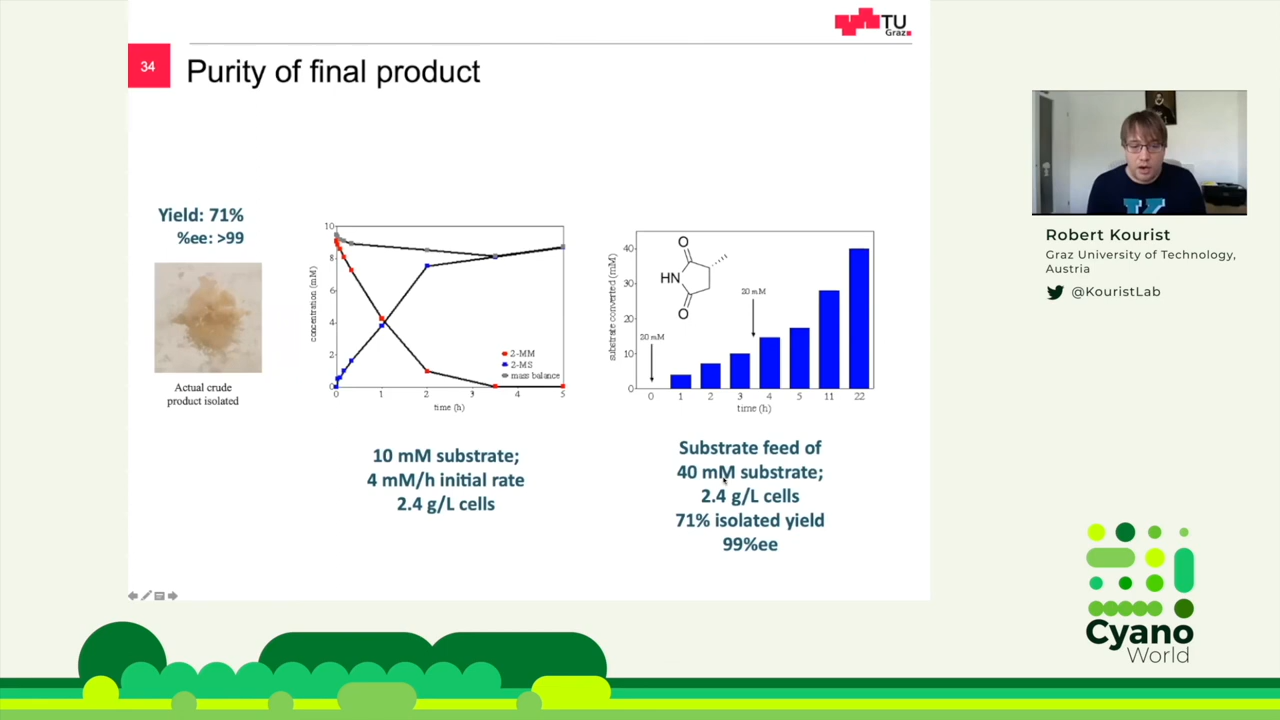 TU
Graz
34
Purity of final product
Yield: 71%
%ee: >99
Actual crude
product isolated
concentration (mM)
10
8
6
4
2
0
2-MM
2-MS
mass balance
0 1 2 3 4 5
time (h)
10 mM substrate;
4 mM/h initial rate
2.4 g/L cells
substrate converted (mM)
40
30
20
10
0
O
HN
O
20 mM
20 mM
0 1 2 3 4 5 11 22
time (h)
Substrate feed of
40 mM substrate;
2.4 g/L cells
71% isolated yield
99%ee
Robert Kourist
Graz University of Technology,
Austria
@KouristLab
Cyano
World